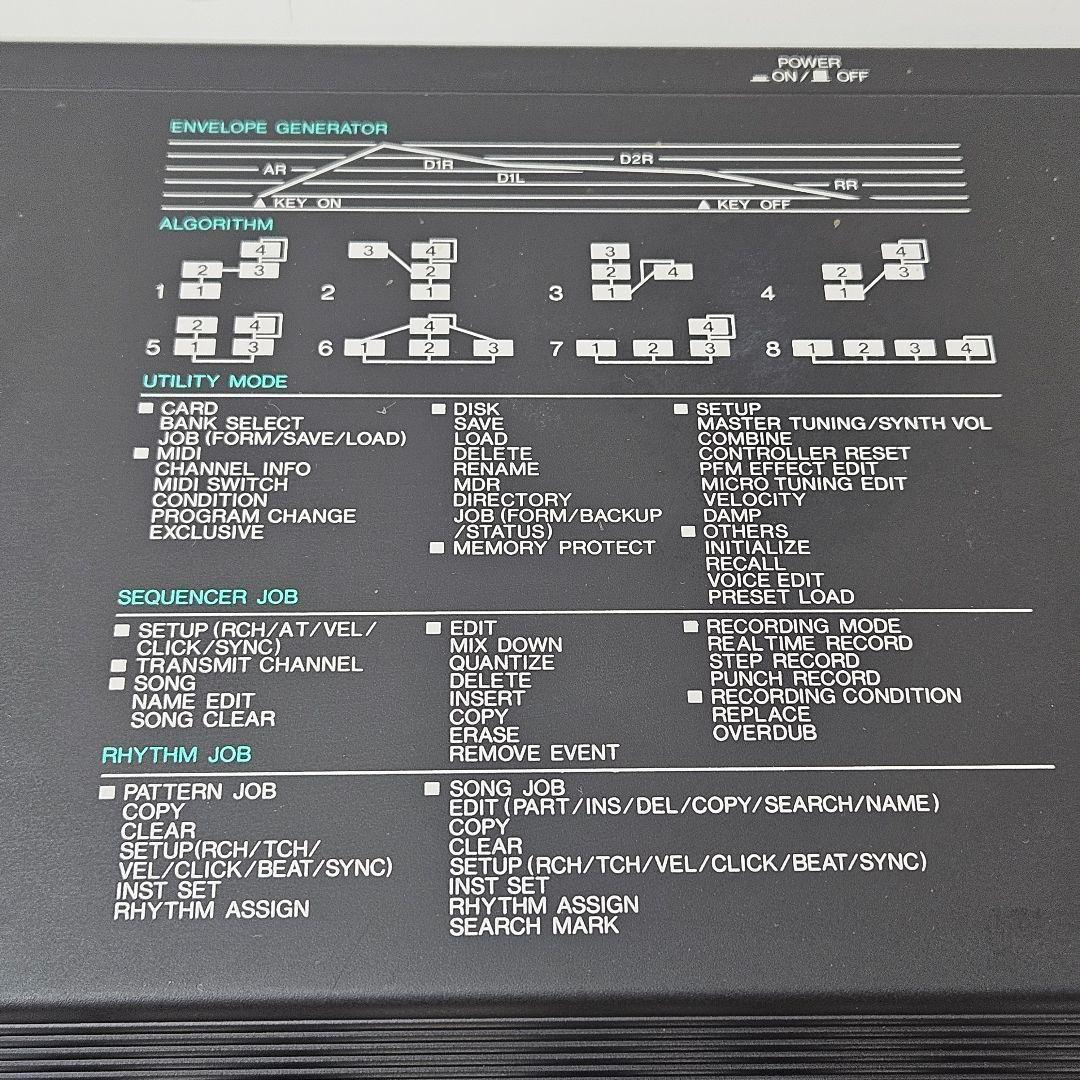 POWER
ON / OFF
ENVELOPE GENERATOR
AR D1R D1L D2R RR
▲ KEY ON ▲ KEY OFF
ALGORITHM
1 4 2 3 1
2 3 4 2 1
3 3 2 4 1
4 4 2 3 1
5 2 4 1 3
6 4 1 2 3
7 4 1 2 3
8 1 2 3 4
UTILITY MODE
■ CARD
BANK SELECT
JOB (FORM/SAVE/LOAD)
■ MIDI
CHANNEL INFO
MIDI SWITCH
CONDITION
PROGRAM CHANGE
EXCLUSIVE
■ DISK
SAVE
LOAD
DELETE
RENAME
MDR
DIRECTORY
JOB (FORM/BACKUP
/STATUS)
■ MEMORY PROTECT
■ SETUP
MASTER TUNING/SYNTH VOL
COMBINE
CONTROLLER RESET
PFM EFFECT EDIT
MICRO TUNING EDIT
VELOCITY
DAMP
■ OTHERS
INITIALIZE
RECALL
VOICE EDIT
PRESET LOAD
SEQUENCER JOB
■ SETUP (RCH/AT/VEL/
CLICK/SYNC)
■ TRANSMIT CHANNEL
■ SONG
NAME EDIT
SONG CLEAR
■ EDIT
MIX DOWN
QUANTIZE
DELETE
INSERT
COPY
ERASE
REMOVE EVENT
■ RECORDING MODE
REALTIME RECORD
STEP RECORD
PUNCH RECORD
■ RECORDING CONDITION
REPLACE
OVERDUB
RHYTHM JOB
■ PATTERN JOB
COPY
CLEAR
SETUP(RCH/TCH/
VEL/CLICK/BEAT/SYNC)
INST SET
RHYTHM ASSIGN
■ SONG JOB
EDIT (PART/INS/DEL/COPY/SEARCH/NAME)
COPY
CLEAR
SETUP (RCH/TCH/VEL/CLICK/BEAT/SYNC)
INST SET
RHYTHM ASSIGN
SEARCH MARK